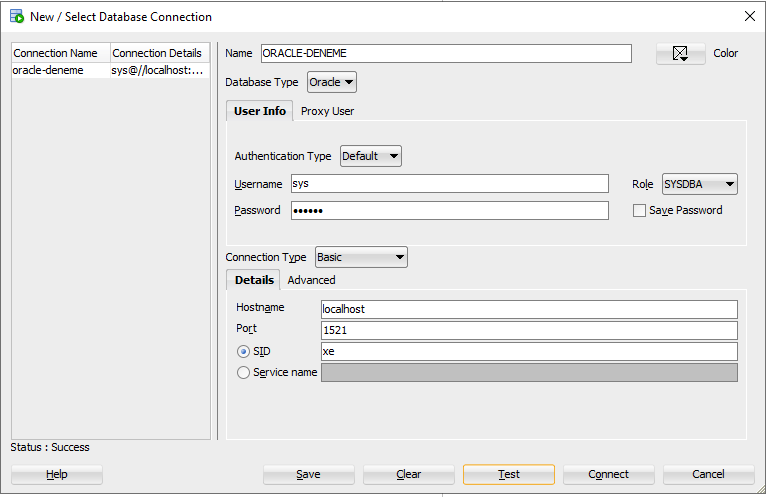 New / Select Database Connection
Connection Name Connection Details
oracle-deneme sys@//localhost:...
Name ORACLE-DENEME Color
Database Type Oracle
User Info Proxy User
Authentication Type Default
Username sys Role SYSDBA
Password •••••• Save Password
Connection Type Basic
Details Advanced
Hostname localhost
Port 1521
SID xe
Service name
Status : Success
Help Save Clear Test Connect Cancel